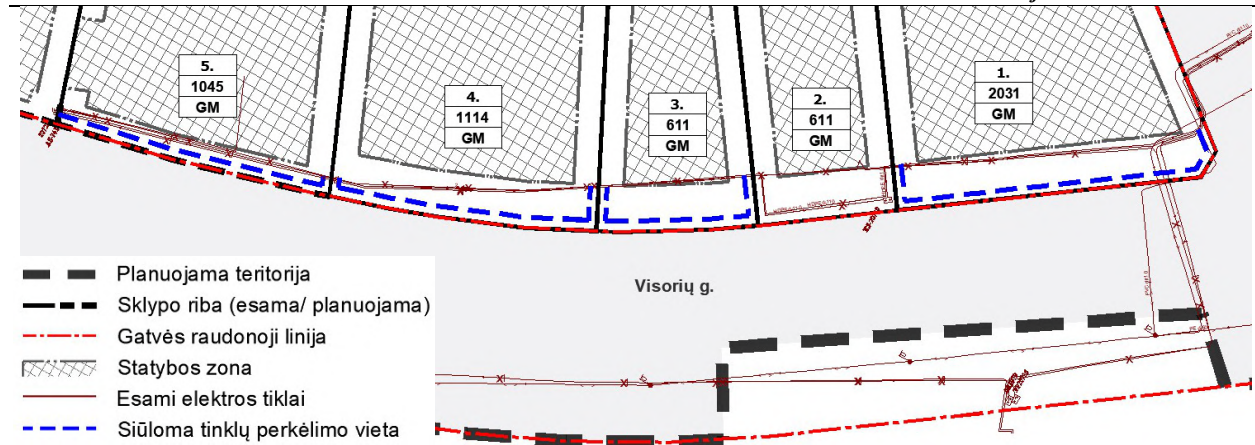 5.
1045
GM
4.
1114
GM
3.
611
GM
2.
611
GM
1.
2031
GM
Visorių g.
Planuojama teritorija
Sklypo riba (esama/ planuojama)
Gatvės raudonoji linija
Statybos zona
Esami elektros tiklai
Siūloma tinklų perkėlimo vieta